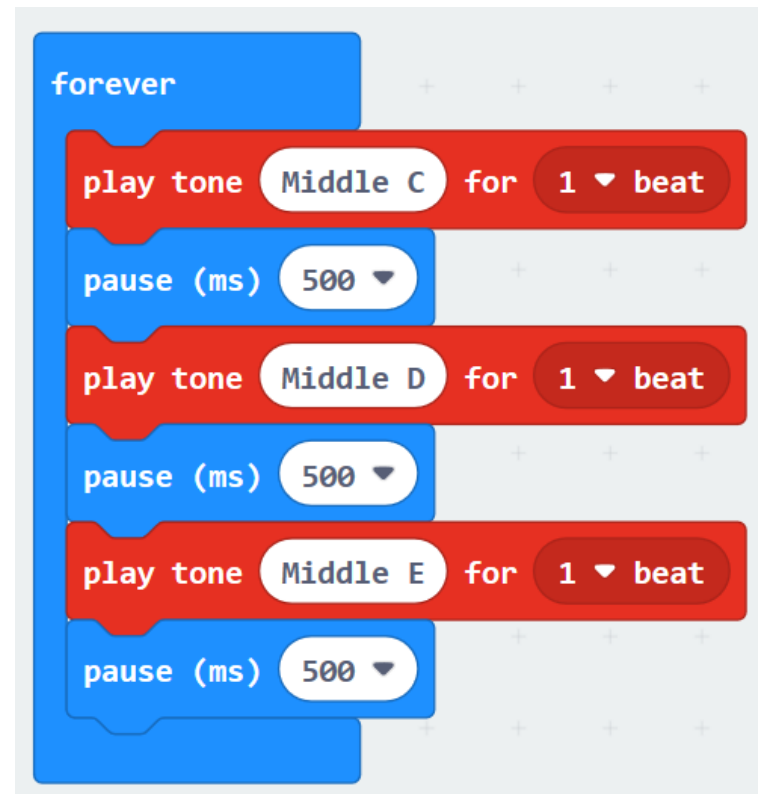 forever
play tone Middle C for 1 beat
pause (ms) 500
play tone Middle D for 1 beat
pause (ms) 500
play tone Middle E for 1 beat
pause (ms) 500